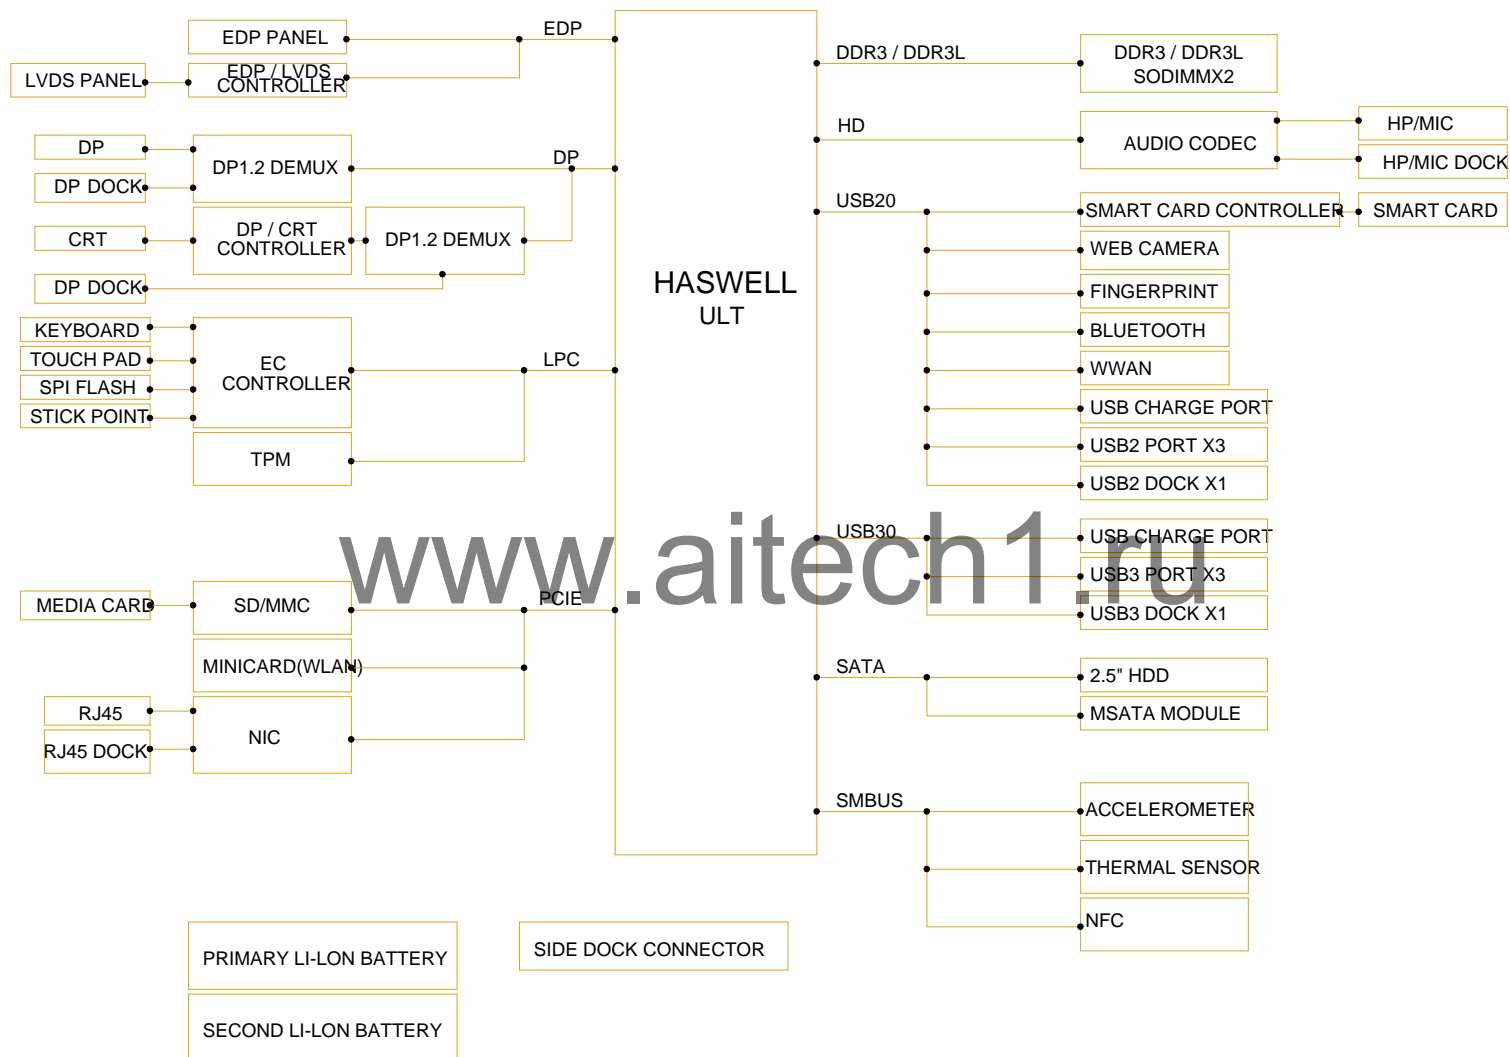 EDP PANEL
EDP
EDP / LVDS
CONTROLLER
LVDS PANEL
DP
DP DOCK
DP1.2 DEMUX
DP
CRT
DP / CRT
CONTROLLER
DP1.2 DEMUX
DP DOCK
KEYBOARD
TOUCH PAD
SPI FLASH
STICK POINT
EC
CONTROLLER
LPC
TPM
MEDIA CARD
SD/MMC
PCIE
MINICARD(WLAN)
RJ45
RJ45 DOCK
NIC
HASWELL
ULT
DDR3 / DDR3L
DDR3 / DDR3L
SODIMMX2
HD
AUDIO CODEC
HP/MIC
HP/MIC DOCK
USB20
SMART CARD CONTROLLER
SMART CARD
WEB CAMERA
FINGERPRINT
BLUETOOTH
WWAN
USB CHARGE PORT
USB2 PORT X3
USB2 DOCK X1
USB30
USB CHARGE PORT
USB3 PORT X3
USB3 DOCK X1
www.aitech1.ru
SATA
2.5" HDD
MSATA MODULE
SMBUS
ACCELEROMETER
THERMAL SENSOR
NFC
PRIMARY LI-LON BATTERY
SIDE DOCK CONNECTOR
SECOND LI-LON BATTERY